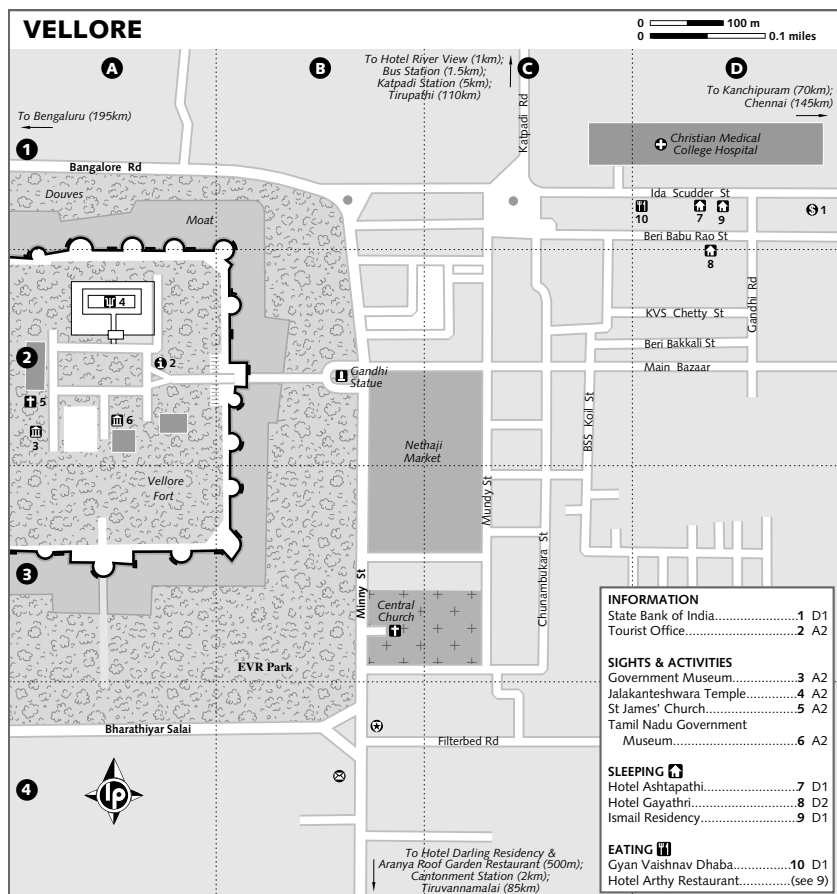 VELLORE
0 100 m
0 0.1 miles
A
B
C
D
To Hotel River View (1km);
Bus Station (1.5km);
Katpadi Station (5km);
Tirupathi (110km)
Katpadi Rd
To Kanchipuram (70km);
Chennai (145km)
To Bengaluru (195km)
Christian Medical
College Hospital
1
Bangalore Rd
Douves
Moat
Ida Scudder St
10
7
9
1
Beri Babu Rao St
8
Gandhi Rd
4
KVS Chetty St
Beri Bakkali St
Main Bazaar
2
2
Gandhi
Statue
5
6
3
BSS Koil St
Nethaji
Market
Vellore
Fort
Mundy St
Chunambukara St
3
Minny St
Central
Church
EVR Park
Bharathiyar Salai
Filterbed Rd
4
lp
To Hotel Darling Residency &
Aranya Roof Garden Restaurant (500m);
Cantonment Station (2km);
Tiruvannamalai (85km)
INFORMATION
State Bank of India....................1 D1
Tourist Office............................2 A2
SIGHTS & ACTIVITIES
Government Museum................3 A2
Jalakanteshwara Temple............4 A2
St James' Church.......................5 A2
Tamil Nadu Government
Museum...............................6 A2
SLEEPING
Hotel Ashtapathi.......................7 D1
Hotel Gayathri..........................8 D2
Ismail Residency........................9 D1
EATING
Gyan Vaishnav Dhaba..............10 D1
Hotel Arthy Restaurant............(see 9)